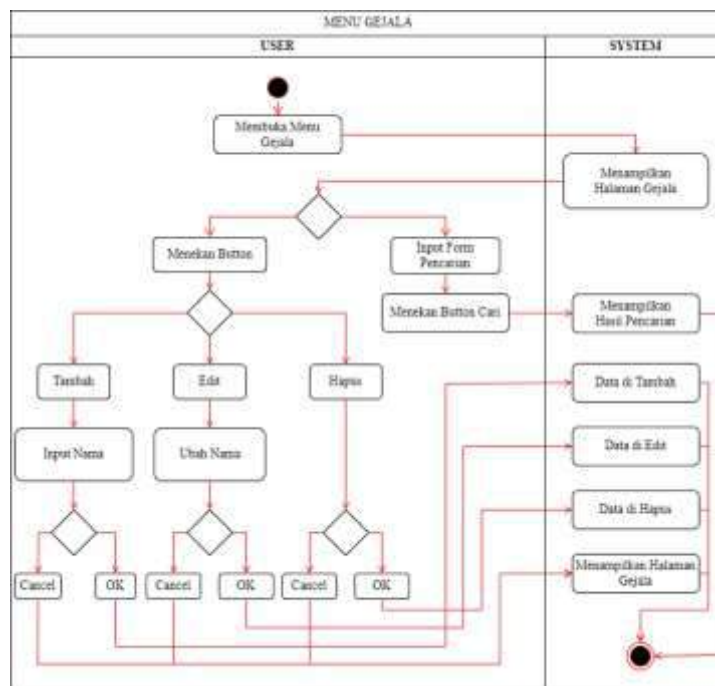 MENU GEJALA
USER
SYSTEM
Membuka Menu
Gejala
Menampilkan
Halaman Gejala
Menekan Button
Input Form
Pencarian
Menekan Button Cari
Menampilkan
Hasil Pencarian
Tambah
Edit
Hapus
Data di Tambah
Input Nama
Ubah Nama
Data di Edit
Data di Hapus
Cancel
OK
Cancel
OK
Cancel
OK
Menampilkan Halaman
Gejala